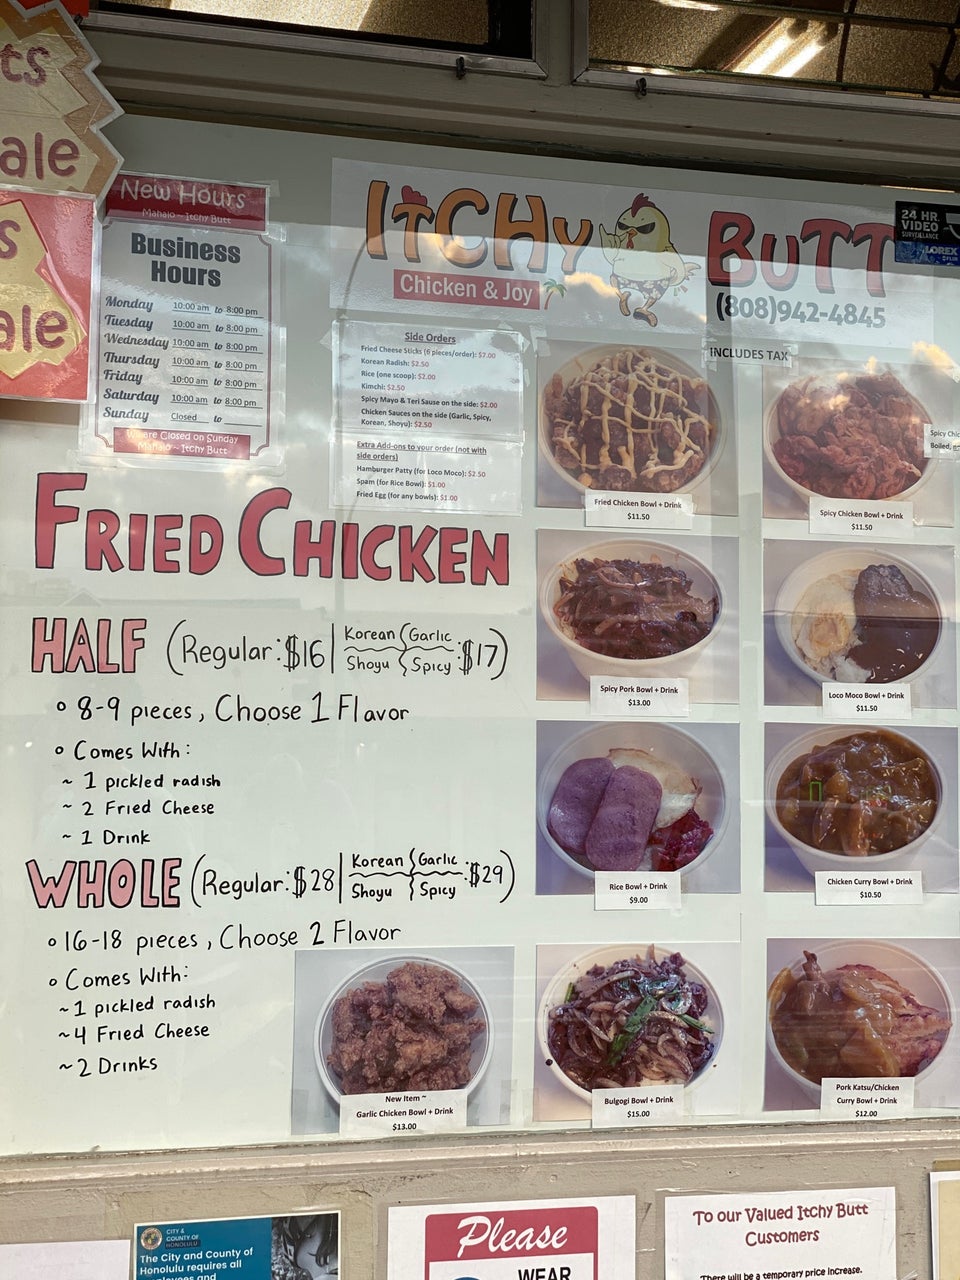 ts
ale
s
ale
New Hours
Mahalo ~ Itchy Butt
Business
Hours
Monday 10:00 am to 8:00 pm
Tuesday 10:00 am to 8:00 pm
Wednesday 10:00 am to 8:00 pm
Thursday 10:00 am to 8:00 pm
Friday 10:00 am to 8:00 pm
Saturday 10:00 am to 8:00 pm
Sunday Closed to
We are Closed on Sunday
Mahalo ~ Itchy Butt
ITCHy BUTT
Chicken & Joy
(808)942-4845
INCLUDES TAX
24 HR.
VIDEO
SURVEILLANCE
LOREX
Side Orders
Fried Cheese Sticks (6 pieces/order): $7.00
Korean Radish: $2.50
Rice (one scoop): $2.00
Kimchi: $2.50
Spicy Mayo & Teri Sause on the side: $2.00
Chicken Sauces on the side (Garlic, Spicy,
Korean, Shoyu): $2.50
Extra Add-ons to your order (not with
side orders)
Hamburger Patty (for Loco Moco): $2.50
Spam (for Rice Bowl): $1.00
Fried Egg (for any bowls): $1.00
FRIED CHICKEN
HALF (Regular: $16 | Korean Garlic
Shoyu Spicy : $17)
° 8-9 pieces, Choose 1 Flavor
° Comes With:
~ 1 pickled radish
~ 2 Fried Cheese
~ 1 Drink
WHOLE (Regular: $28 | Korean Garlic
Shoyu Spicy : $29)
° 16-18 pieces, Choose 2 Flavor
° Comes With:
~ 1 pickled radish
~ 4 Fried Cheese
~ 2 Drinks
Fried Chicken Bowl + Drink
$11.50
Spicy Chicken Bowl + Drink
$11.50
Spicy Chic
Boiled,
Spicy Pork Bowl + Drink
$13.00
Loco Moco Bowl + Drink
$11.50
Rice Bowl + Drink
$9.00
Chicken Curry Bowl + Drink
$10.50
New Item ~
Garlic Chicken Bowl + Drink
$13.00
Bulgogi Bowl + Drink
$15.00
Pork Katsu/Chicken
Curry Bowl + Drink
$12.00
CITY &
COUNTY OF
HONOLULU
The City and County of
Honolulu requires all
employees and
Please
WEAR
To our Valued Itchy Butt
Customers
There will be a temporary price increase.